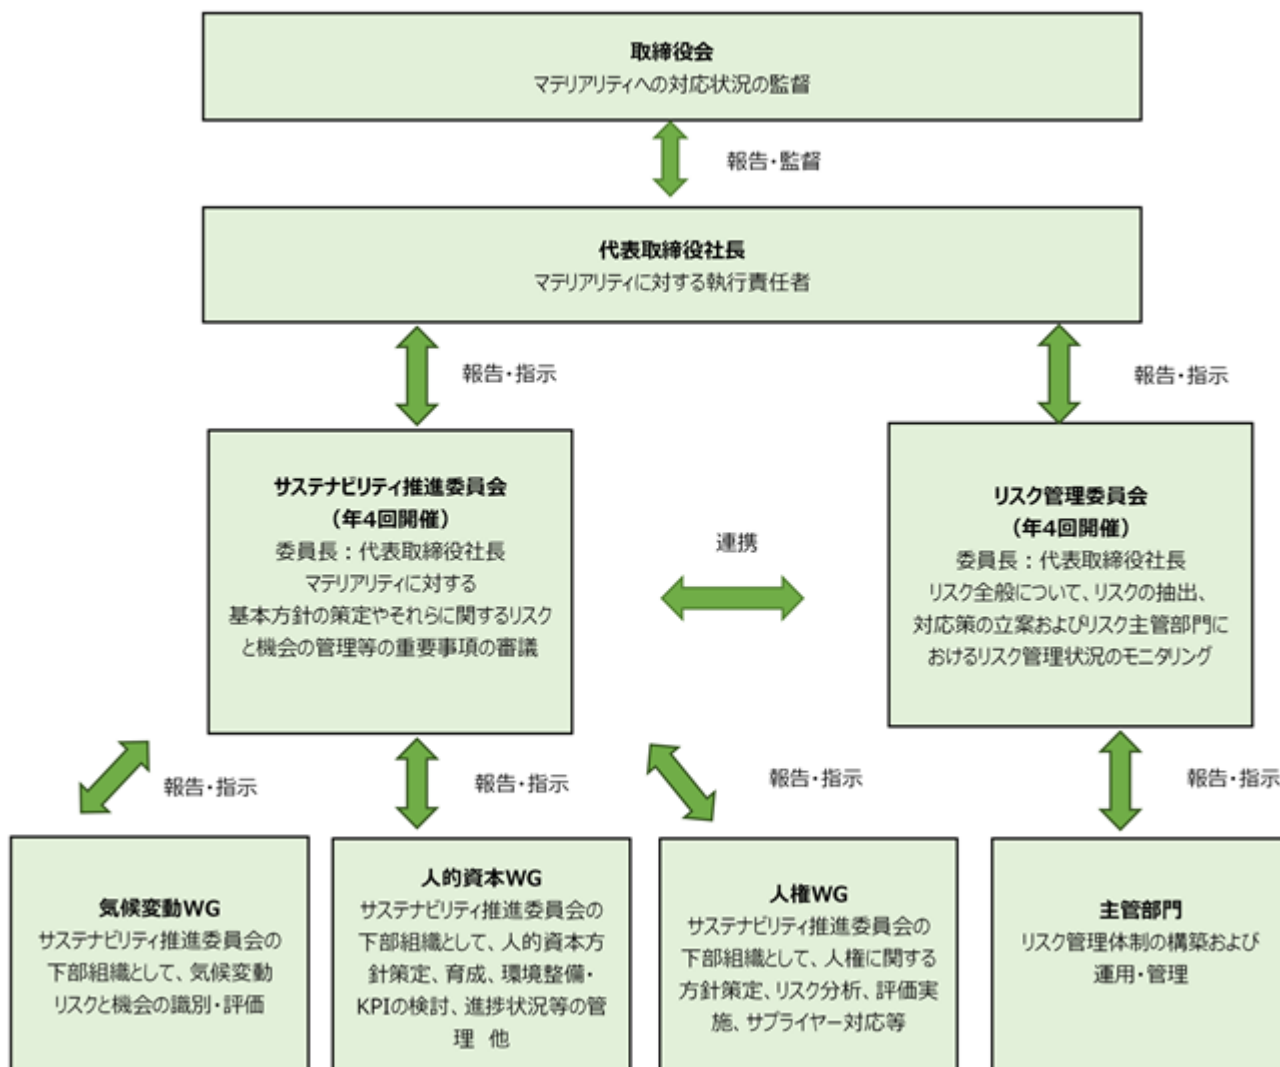 取締役会
マテリアリティへの対応状況の監督
報告・監督
代表取締役社長
マテリアリティに対する執行責任者
報告・指示
報告・指示
サステナビリティ推進委員会
（年4回開催）
委員長：代表取締役社長
マテリアリティに対する
基本方針の策定やそれらに関するリスク
と機会の管理等の重要事項の審議
連携
リスク管理委員会
（年4回開催）
委員長：代表取締役社長
リスク全般について、リスクの抽出、
対応策の立案およびリスク主管部門に
おけるリスク管理状況のモニタリング
報告・指示
報告・指示
報告・指示
報告・指示
気候変動WG
サステナビリティ推進委員会の
下部組織として、気候変動
リスクと機会の識別・評価
人的資本WG
サステナビリティ推進委員会の
下部組織として、人的資本方
針策定、育成、環境整備・
KPIの検討、進捗状況等の管
理 他
人権WG
サステナビリティ推進委員会の
下部組織として、人権に関する
方針策定、リスク分析、評価実
施、サプライヤー対応等
主管部門
リスク管理体制の構築および
運用・管理